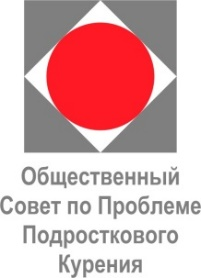 Общественный
Совет по Проблеме
Подросткового
Курения